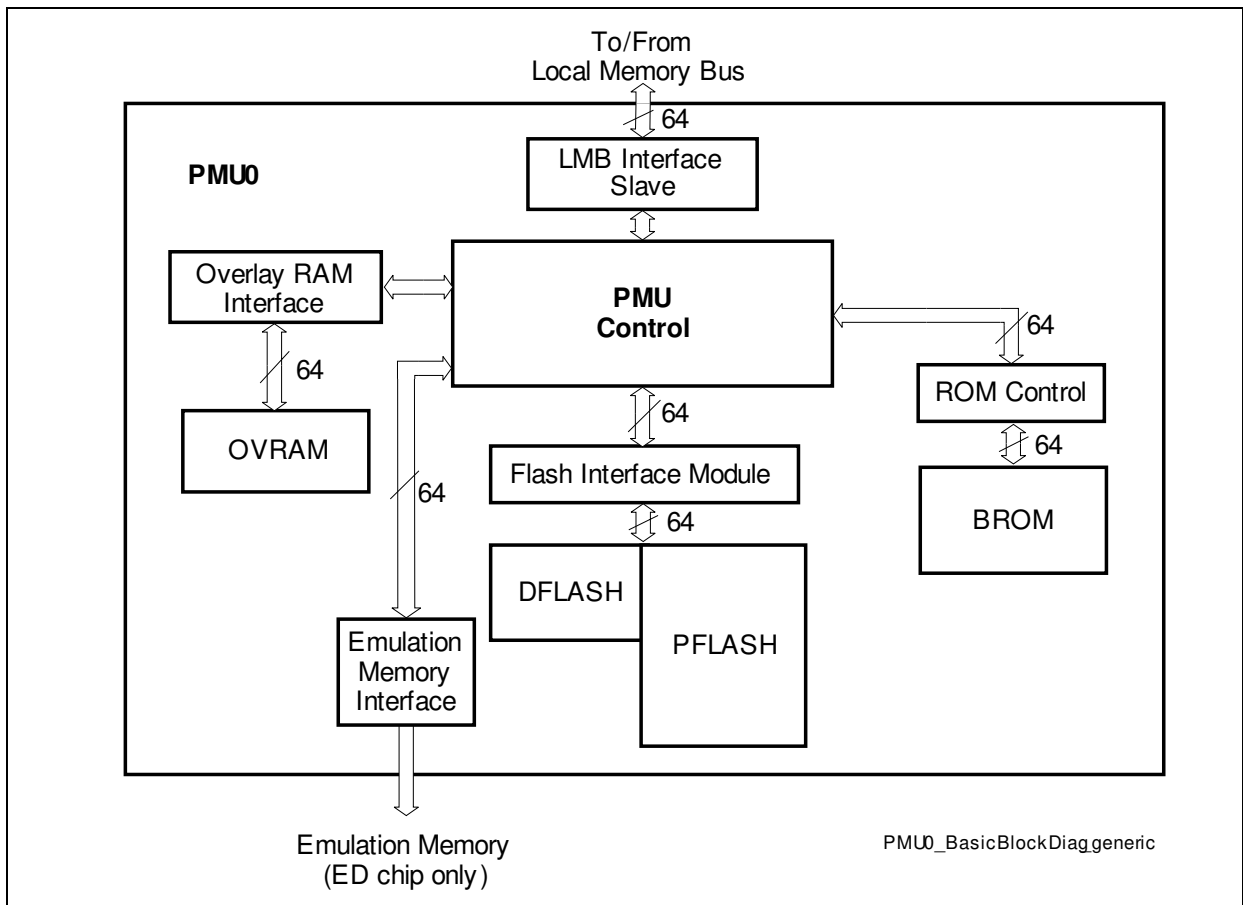 To/From
Local Memory Bus
64
PMU0
LMB Interface
Slave
Overlay RAM
Interface
PMU
Control
64
64
64
ROM Control
OVRAM
64
Flash Interface Module
64
64
BROM
DFLASH
PFLASH
Emulation
Memory
Interface
Emulation Memory
(ED chip only)
PMU0_BasicBlockDiag_generic